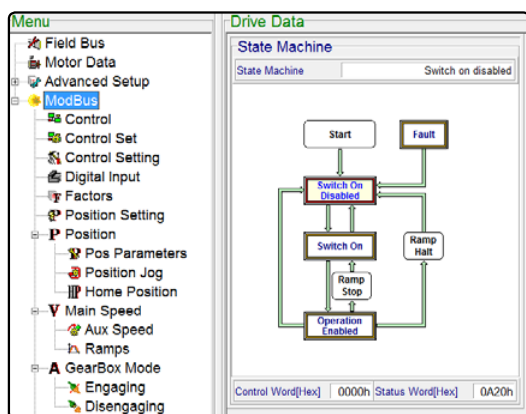 Menu
Field Bus
Motor Data
Advanced Setup
ModBus
Control
Control Set
Control Setting
Digital Input
Factors
Position Setting
P Position
Pos Parameters
Position Jog
Home Position
V Main Speed
Aux Speed
Ramps
A GearBox Mode
Engaging
Disengaging
Drive Data
State Machine
State Machine Switch on disabled
Start
Fault
Switch On
Disabled
Switch On
Ramp
Halt
Ramp
Stop
Operation
Enabled
Control Word[Hex] 0000h Status Word[Hex] 0A20h